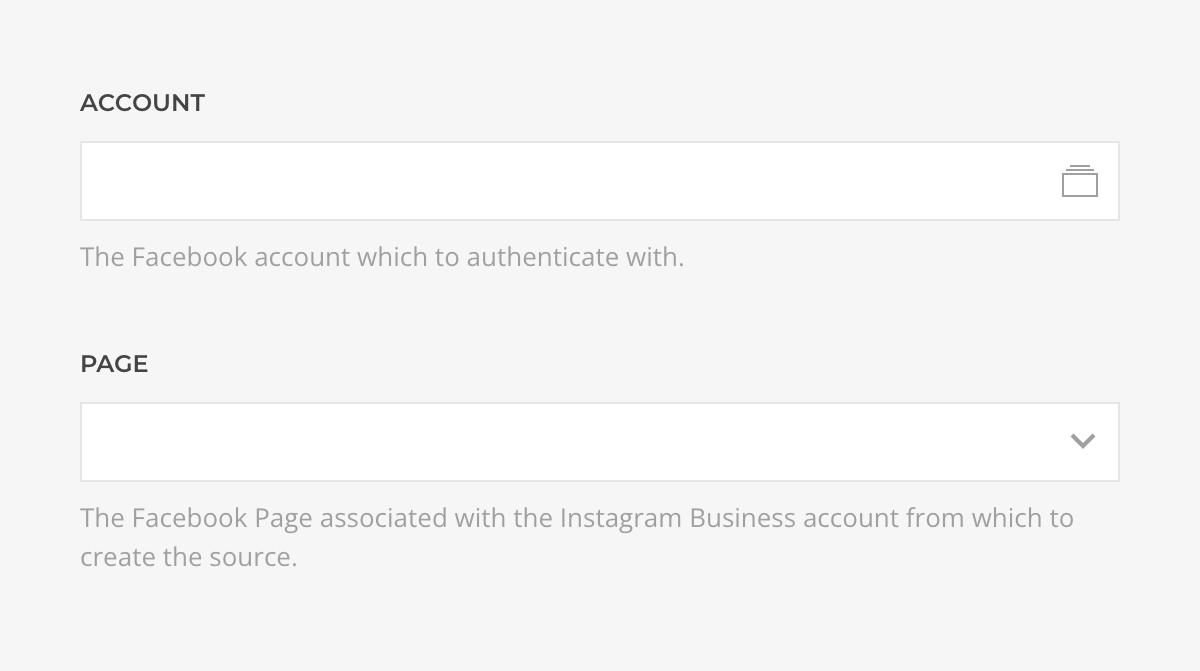 ACCOUNT
The Facebook account which to authenticate with.
PAGE
The Facebook Page associated with the Instagram Business account from which to
create the source.